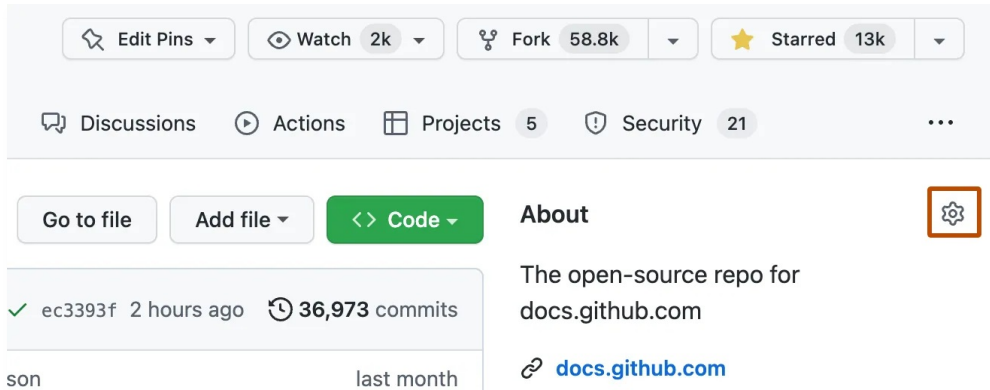 Edit Pins Watch 2k Fork 58.8k Starred 13k
Discussions Actions Projects 5 Security 21
Go to file Add file Code About
The open-source repo for
docs.github.com
ec3393f 2 hours ago 36,973 commits
docs.github.com
son last month